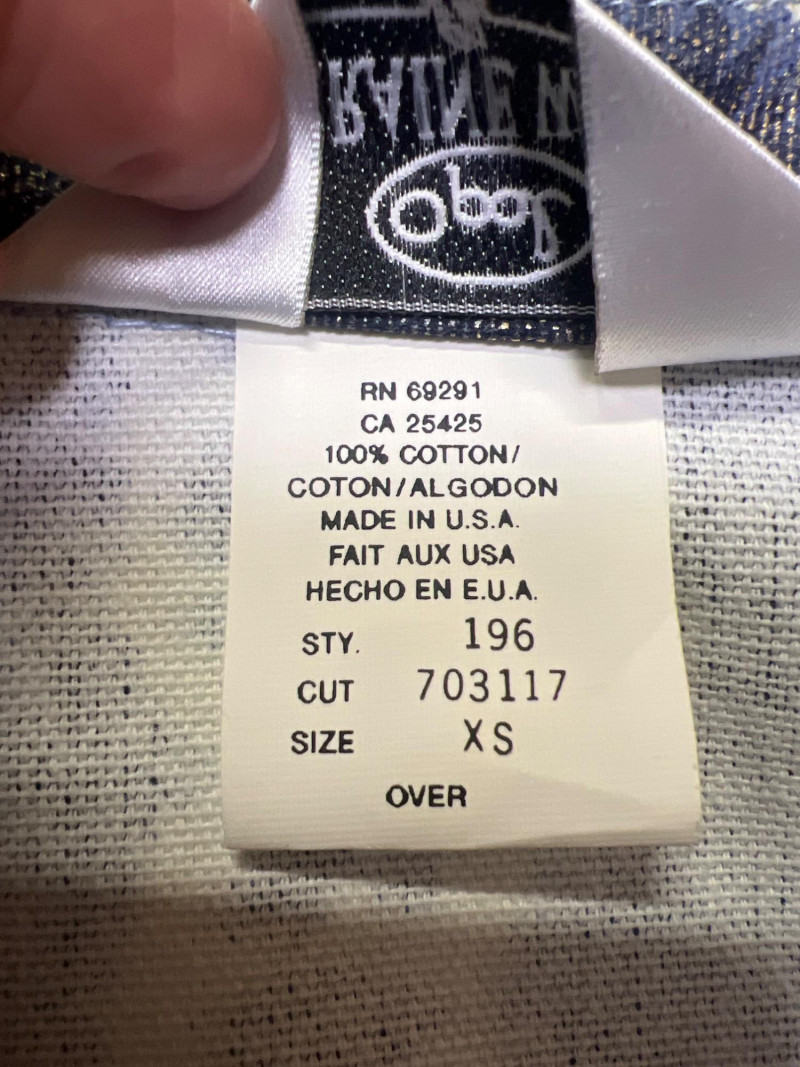 RN 69291
CA 25425
100% COTTON/
COTON/ALGODON
MADE IN U.S.A.
FAIT AUX USA
HECHO EN E.U.A.
STY. 196
CUT 703117
SIZE XS
OVER